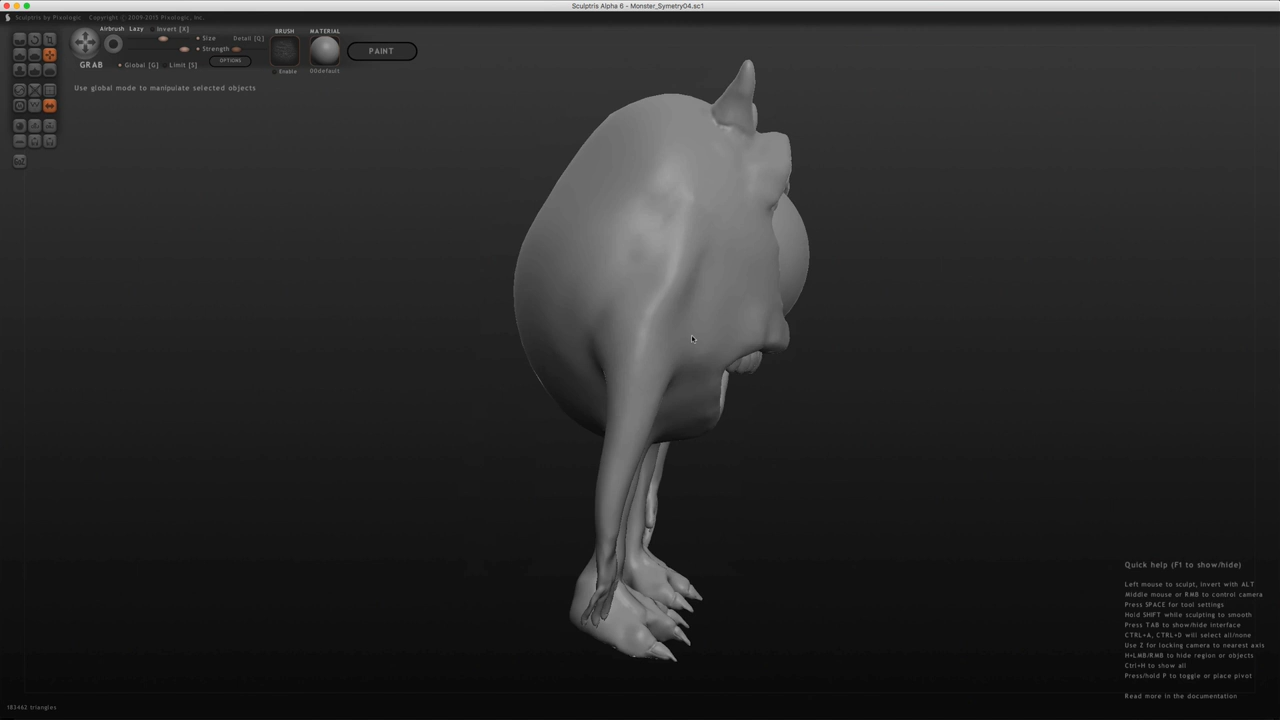 Sculptris Alpha 6 - Monster_Symetry04.sc1
Sculptris by Pixologic Copyright ©2009-2015 Pixologic, Inc.
Airbrush Lazy Invert [X]
Size Detail [Q]
Strength
GRAB Global [G] Limit [S] OPTIONS
BRUSH
Enable
MATERIAL
00default
PAINT
Use global mode to manipulate selected objects
Quick help (F1 to show/hide)
Left mouse to sculpt, invert with ALT
Middle mouse or RMB to control camera
Press SPACE for tool settings
Hold SHIFT while sculpting to smooth
Press TAB to show/hide interface
CTRL+A, CTRL+D will select all/none
Use Z for locking camera to nearest axis
H+LMB/RMB to hide region or objects
Ctrl+H to show all
Press/hold P to toggle or place pivot
Read more in the documentation
183462 triangles